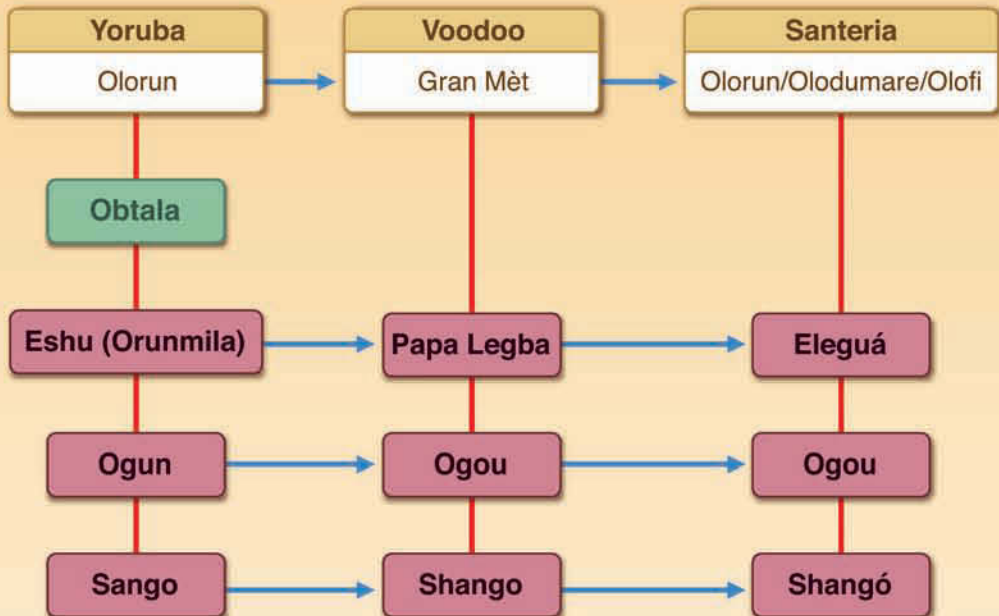 Yoruba
Voodoo
Santeria
Olorun
Gran Mèt
Olorun/Olodumare/Olofi
Obtala
Eshu (Orunmila)
Papa Legba
Eleguá
Ogun
Ogou
Ogou
Sango
Shango
Shangó